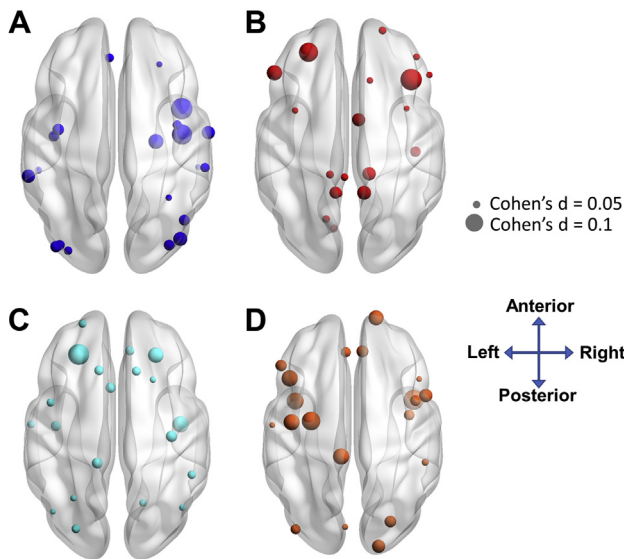 A
B
Cohen's d = 0.05
Cohen's d = 0.1
C
D
Anterior
Left
Right
Posterior